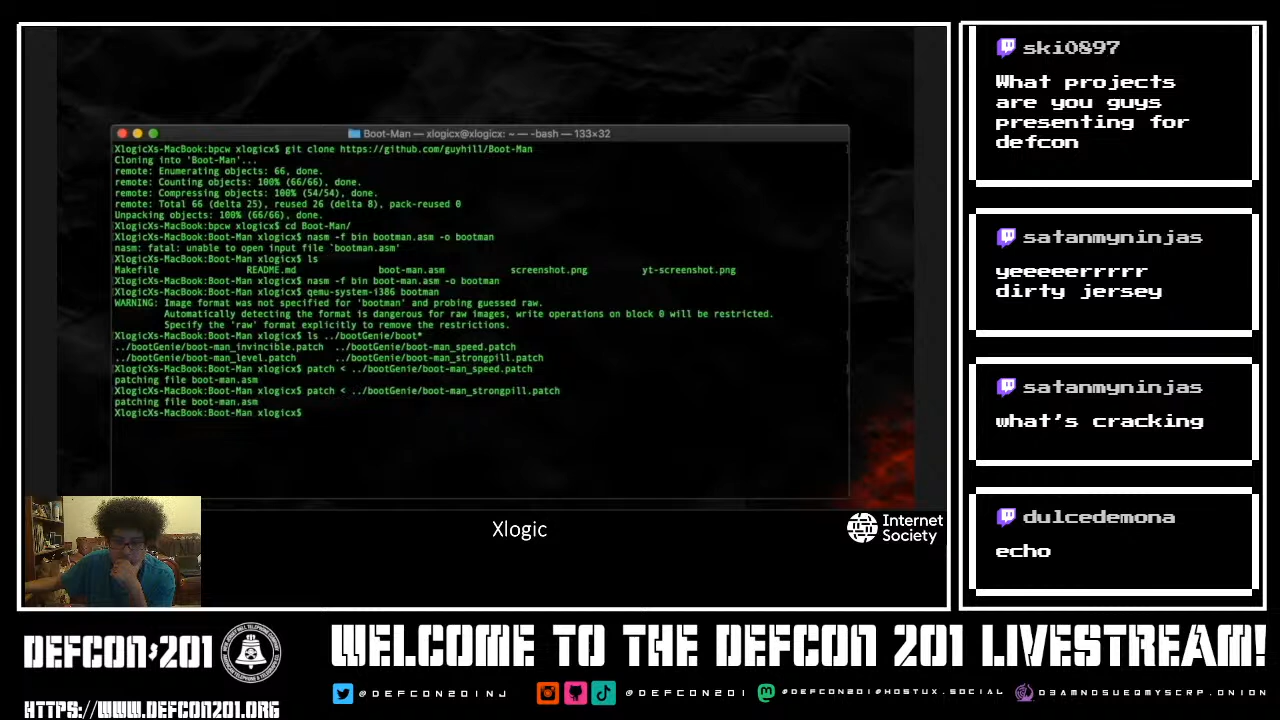 Boot-Man — xlogicx@xlogicx: ~ — -bash — 133×32
XlogicXs-MacBook:bpcw xlogicx$ git clone https://github.com/guyhill/Boot-Man
Cloning into 'Boot-Man'...
remote: Enumerating objects: 66, done.
remote: Counting objects: 100% (66/66), done.
remote: Compressing objects: 100% (54/54), done.
remote: Total 66 (delta 25), reused 26 (delta 8), pack-reused 0
Unpacking objects: 100% (66/66), done.
XlogicXs-MacBook:bpcw xlogicx$ cd Boot-Man/
XlogicXs-MacBook:Boot-Man xlogicx$ nasm -f bin bootman.asm -o bootman
nasm: fatal: unable to open input file `bootman.asm'
XlogicXs-MacBook:Boot-Man xlogicx$ ls
Makefile README.md boot-man.asm screenshot.png yt-screenshot.png
XlogicXs-MacBook:Boot-Man xlogicx$ nasm -f bin boot-man.asm -o bootman
XlogicXs-MacBook:Boot-Man xlogicx$ qemu-system-i386 bootman
WARNING: Image format was not specified for 'bootman' and probing guessed raw.
Automatically detecting the format is dangerous for raw images, write operations on block 0 will be restricted.
Specify the 'raw' format explicitly to remove the restrictions.
XlogicXs-MacBook:Boot-Man xlogicx$ ls ../bootGenie/boot*
../bootGenie/boot-man_invincible.patch ../bootGenie/boot-man_speed.patch
../bootGenie/boot-man_level.patch ../bootGenie/boot-man_strongpill.patch
XlogicXs-MacBook:Boot-Man xlogicx$ patch < ../bootGenie/boot-man_speed.patch
patching file boot-man.asm
XlogicXs-MacBook:Boot-Man xlogicx$ patch < ../bootGenie/boot-man_strongpill.patch
patching file boot-man.asm
XlogicXs-MacBook:Boot-Man xlogicx$
Xlogic
Internet
Society
ski0897
What projects
are you guys
presenting for
defcon
satanmyninjas
yeeeeerrrrr
dirty jersey
satanmyninjas
what's cracking
dulcedemona
echo
DEFCON 201
WELCOME TO THE DEFCON 201 LIVESTREAM!
HTTPS://WWW.DEFCON201.ORG
@DEFCON201NJ
@DEFCON201
@DEFCON201@HOSTUX.SOCIAL